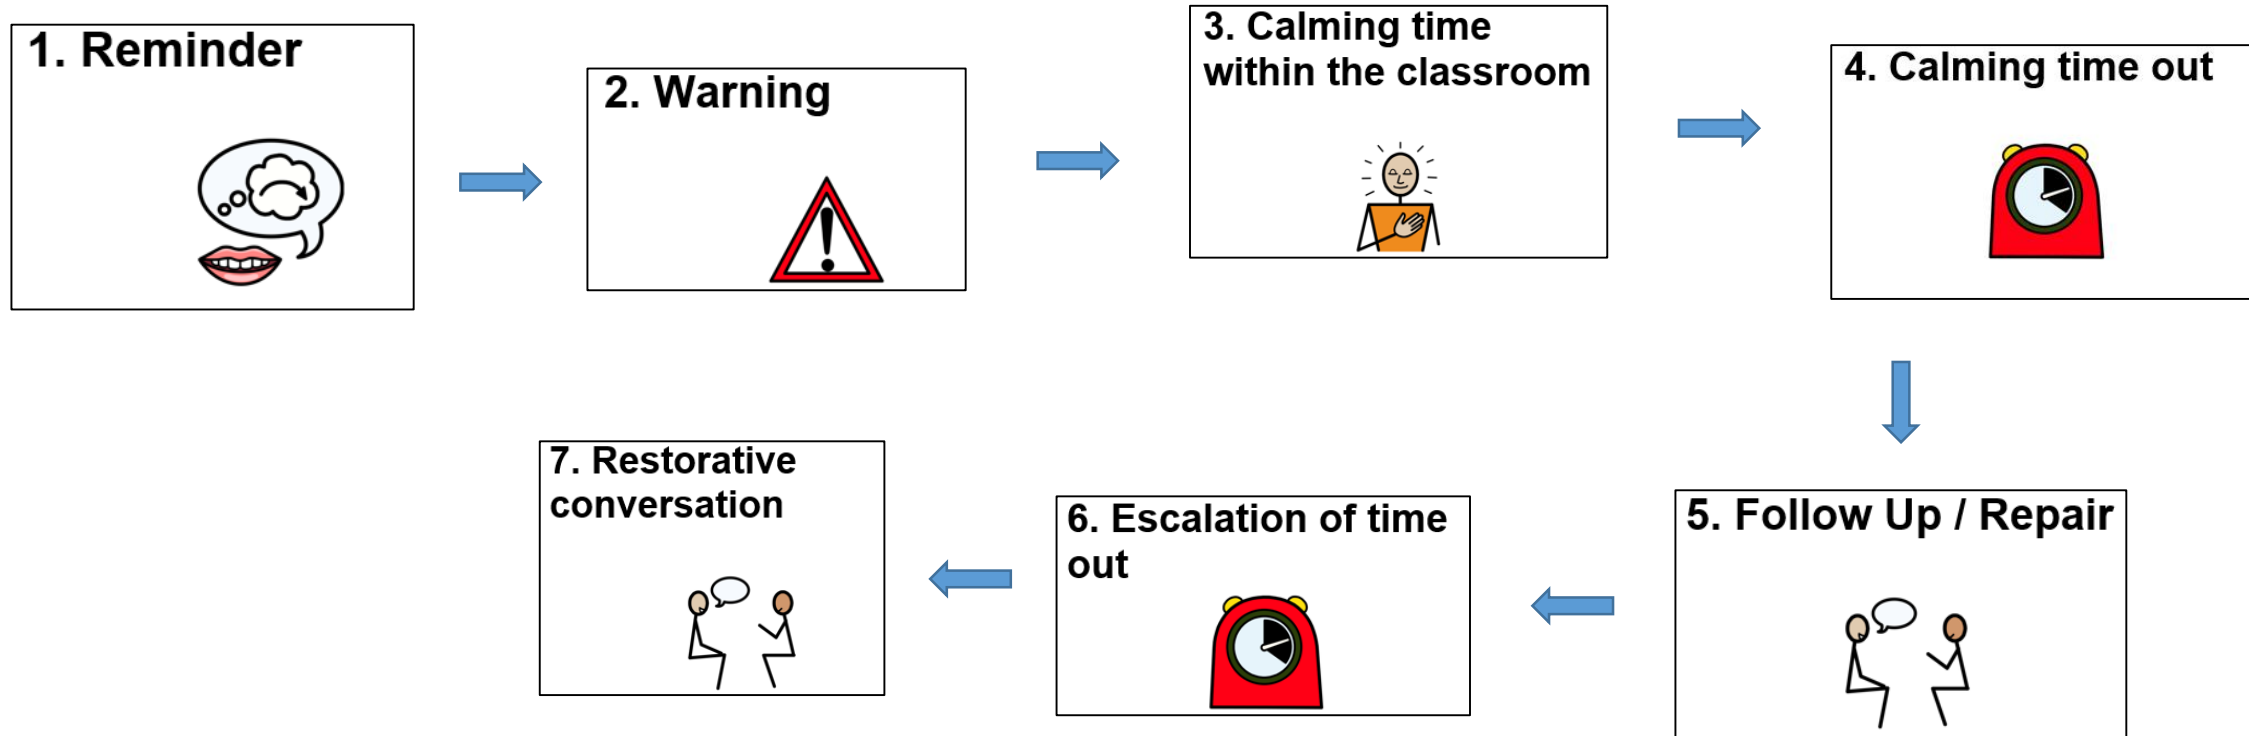 1. Reminder
2. Warning
3. Calming time
within the classroom
4. Calming time out
5. Follow Up / Repair
6. Escalation of time
out
7. Restorative
conversation